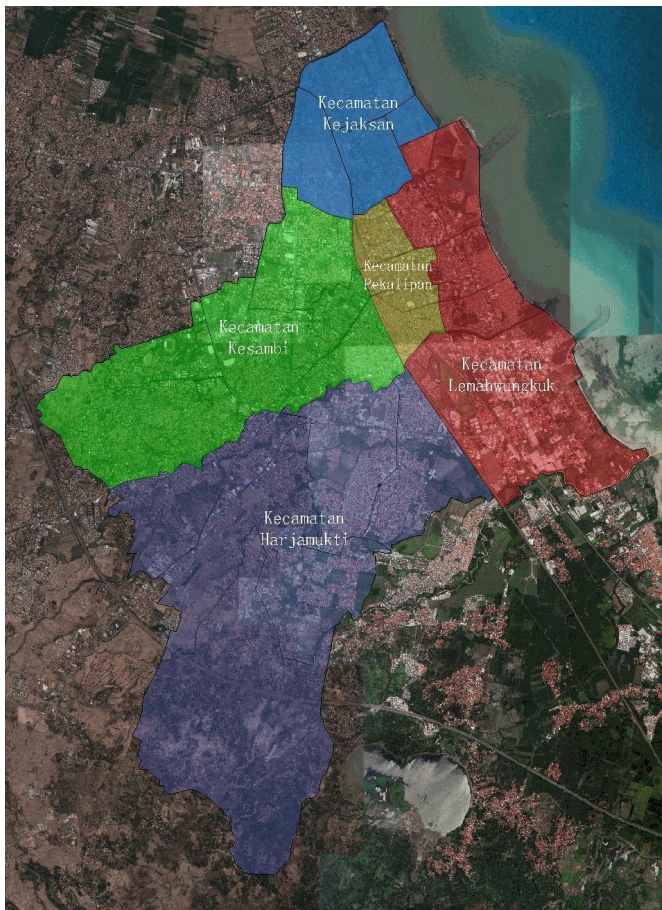 Kecamatan
Kejaksan
Kecamatan
Pekalipan
Kecamatan
Kesambi
Kecamatan
Lemahwungkuk
Kecamatan
Harjamukti